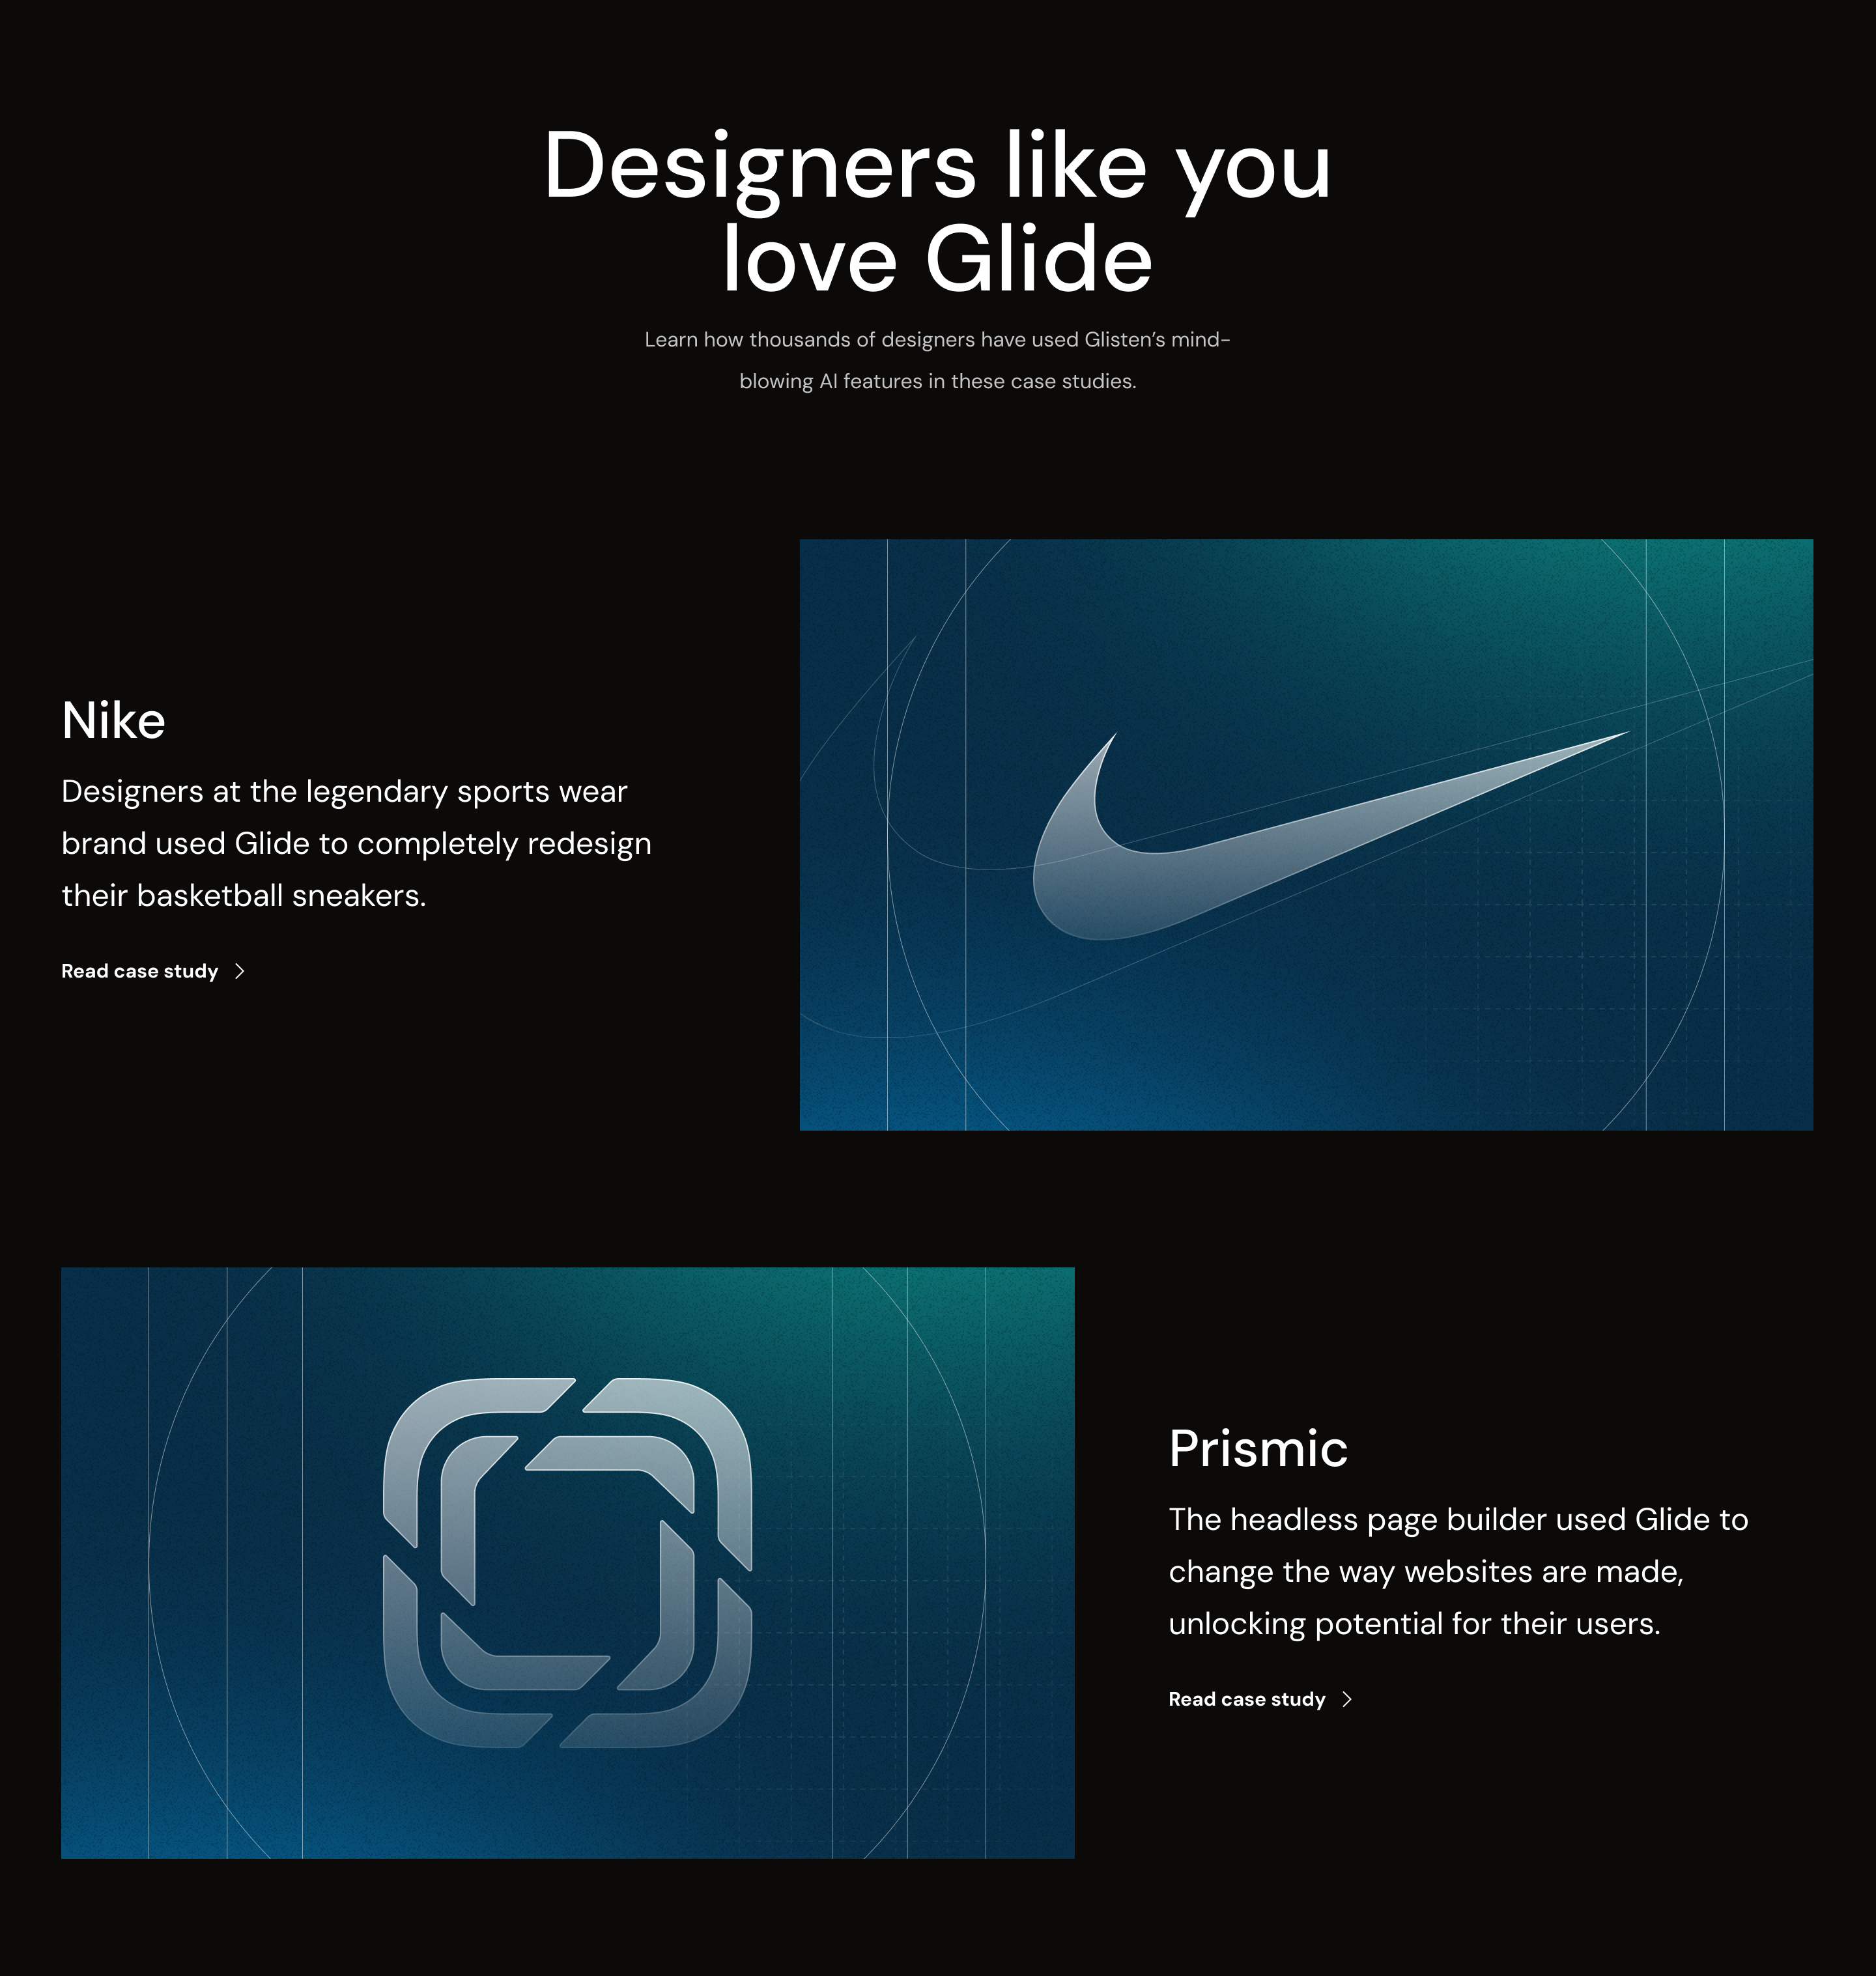 Designers like you
love Glide
Learn how thousands of designers have used Glisten’s mind-
blowing AI features in these case studies.
Nike
Designers at the legendary sports wear
brand used Glide to completely redesign
their basketball sneakers.
Read case study
Prismic
The headless page builder used Glide to
change the way websites are made,
unlocking potential for their users.
Read case study